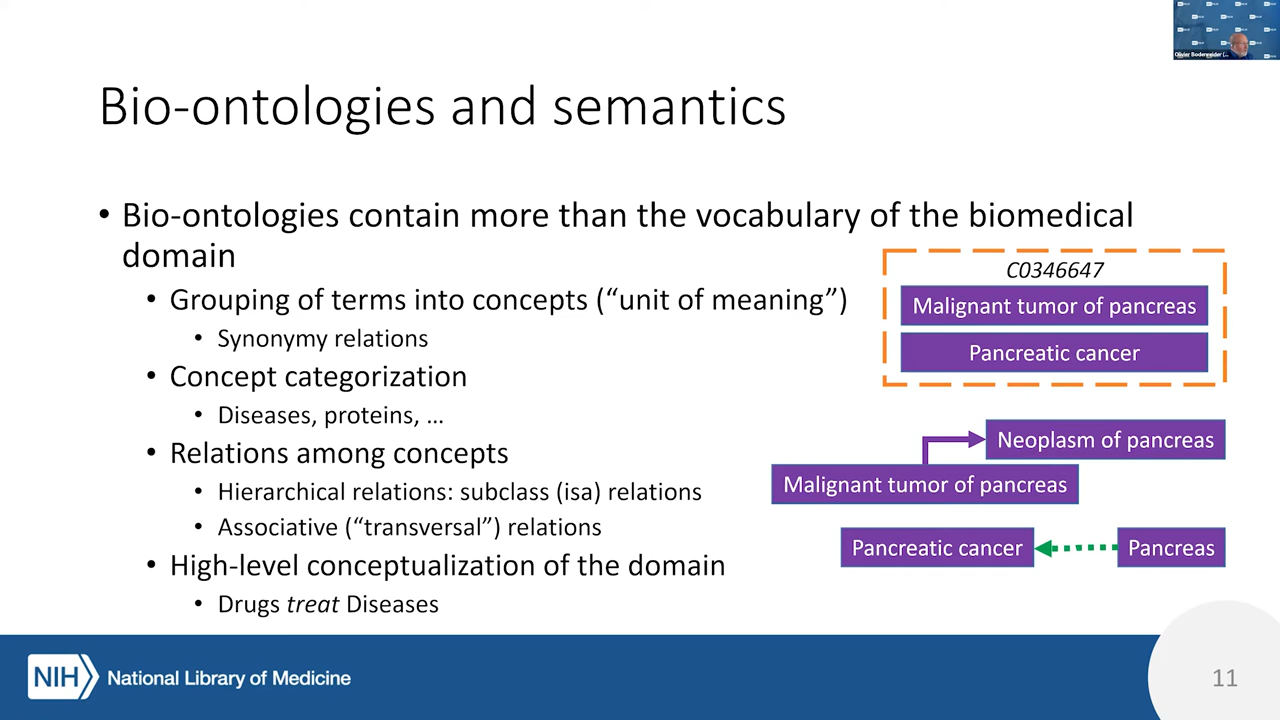 Olivier Bodenreider (...
Bio-ontologies and semantics
• Bio-ontologies contain more than the vocabulary of the biomedical
domain
• Grouping of terms into concepts (“unit of meaning”)
• Synonymy relations
• Concept categorization
• Diseases, proteins, …
• Relations among concepts
• Hierarchical relations: subclass (isa) relations
• Associative (“transversal”) relations
• High-level conceptualization of the domain
• Drugs treat Diseases
C0346647
Malignant tumor of pancreas
Pancreatic cancer
Neoplasm of pancreas
Malignant tumor of pancreas
Pancreatic cancer
Pancreas
NIH National Library of Medicine
11